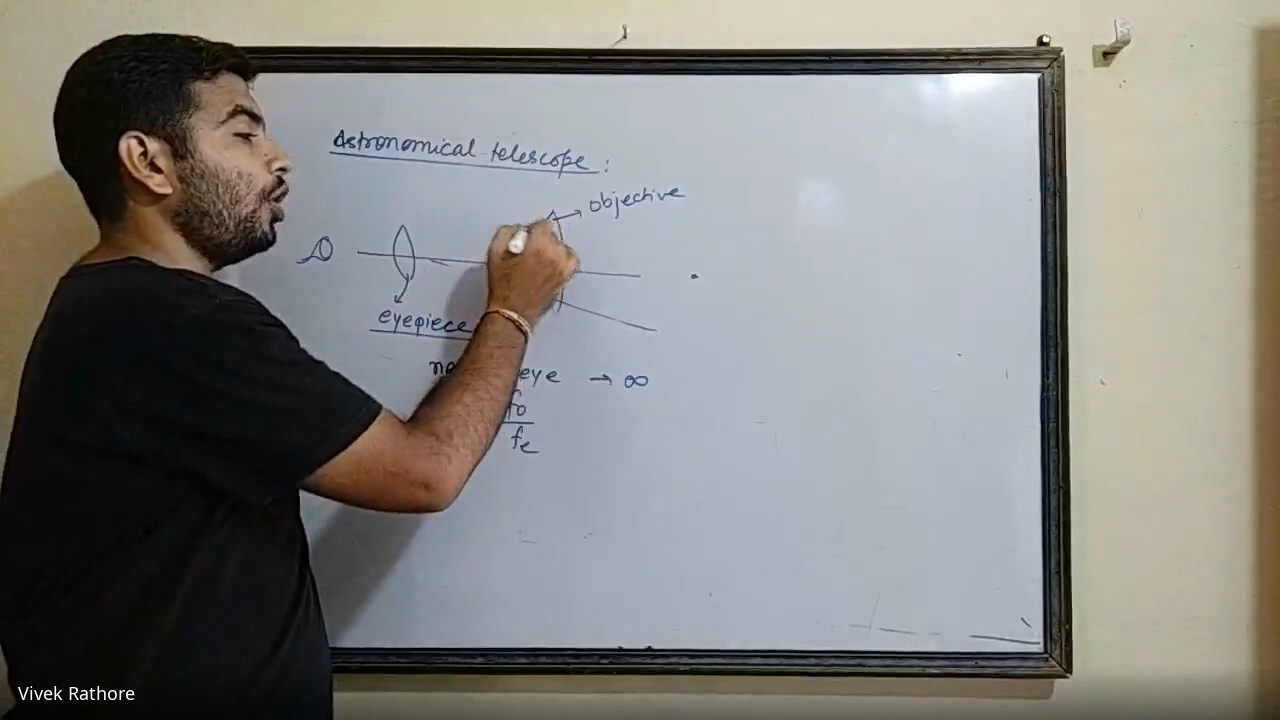 Astronomical telescope :
objective
eyepiece
eye → ∞
fo
fe
Vivek Rathore